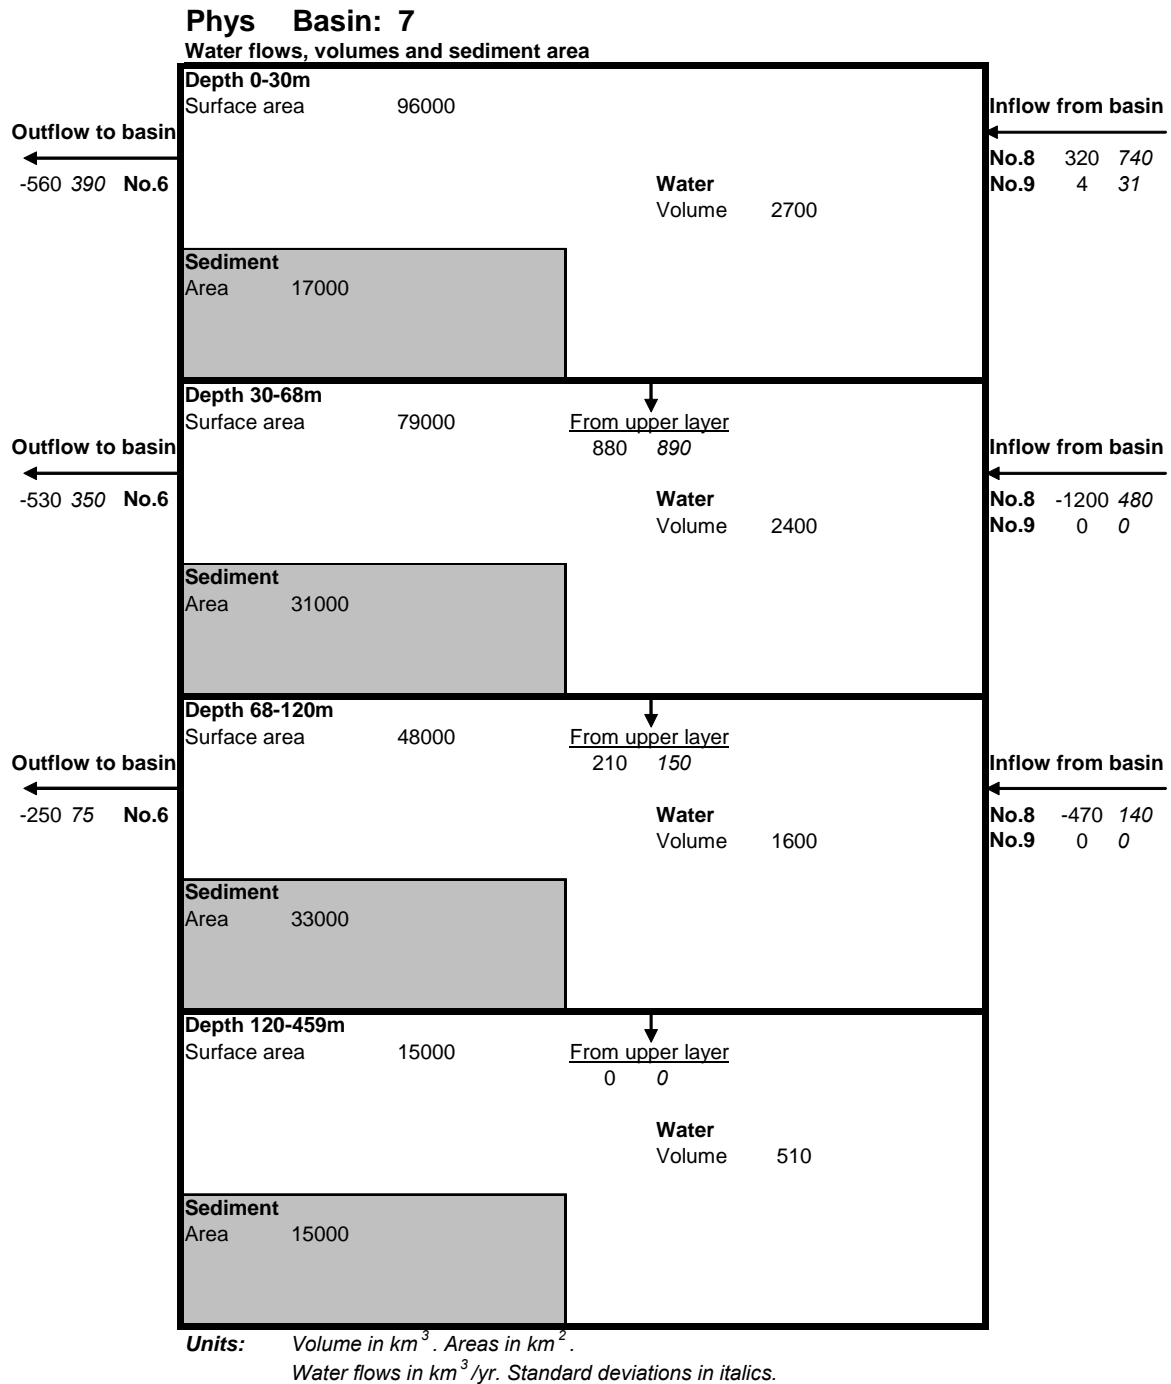 Phys Basin: 7
Water flows, volumes and sediment area
Depth 0-30m
Surface area 96000
Inflow from basin
Outflow to basin
No.8 320 740
-560 390 No.6
Water
No.9 4 31
Volume 2700
Sediment
Area 17000
Depth 30-68m
Surface area 79000
From upper layer
Outflow to basin
880 890
Inflow from basin
-530 350 No.6
Water
No.8 -1200 480
Volume 2400
No.9 0 0
Sediment
Area 31000
Depth 68-120m
Surface area 48000
From upper layer
Outflow to basin
210 150
Inflow from basin
-250 75 No.6
Water
No.8 -470 140
Volume 1600
No.9 0 0
Sediment
Area 33000
Depth 120-459m
Surface area 15000
From upper layer
0 0
Water
Volume 510
Sediment
Area 15000
Units: Volume in km³. Areas in km².
Water flows in km³/yr. Standard deviations in italics.